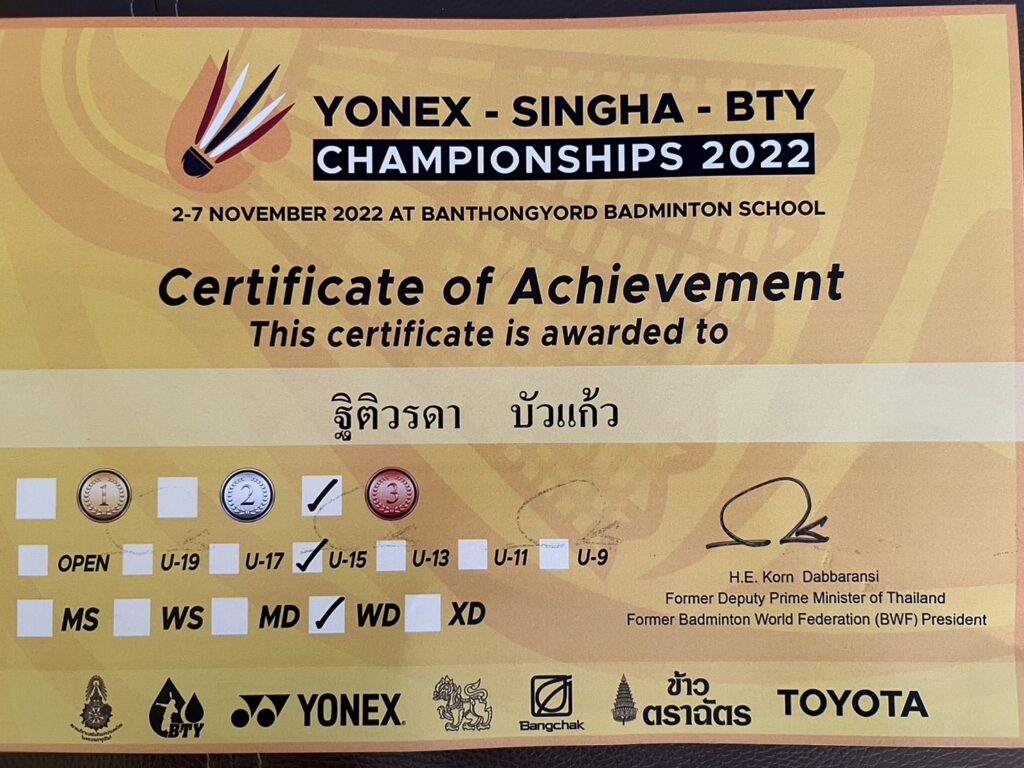 YONEX - SINGHA - BTY
CHAMPIONSHIPS 2022
2-7 NOVEMBER 2022 AT BANTHONGYORD BADMINTON SCHOOL
Certificate of Achievement
This certificate is awarded to
ฐิติวรดา บัวแก้ว
1 2 3
OPEN U-19 U-17 U-15 U-13 U-11 U-9
MS WS MD WD XD
H.E. Korn Dabbaransi
Former Deputy Prime Minister of Thailand
Former Badminton World Federation (BWF) President
BTY YONEX Bangchak ข้าว ตราฉัตร TOYOTA